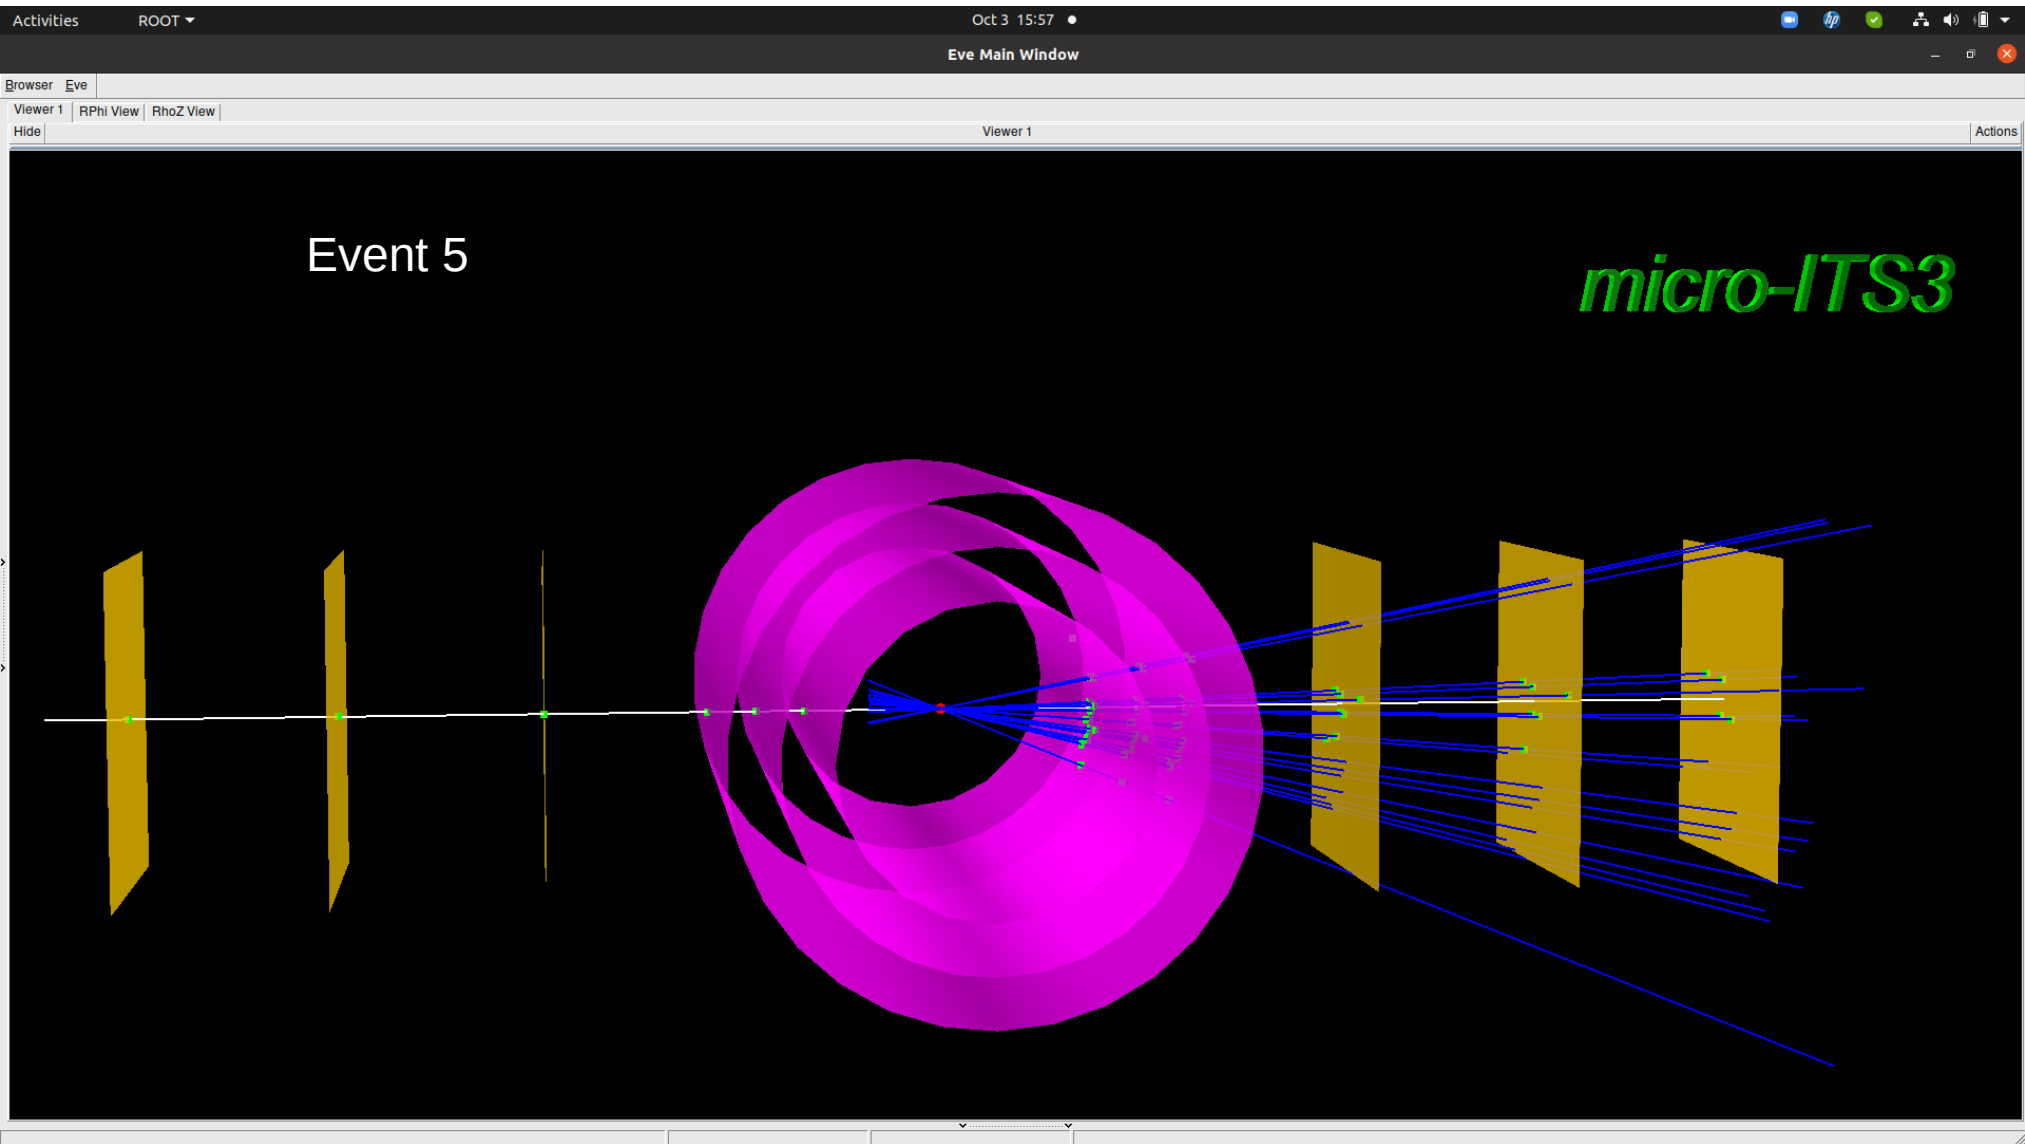 Activities ROOT Oct 3 15:57
Eve Main Window
Browser Eve
Viewer 1 RPhi View RhoZ View
Hide Viewer 1 Actions
Event 5
micro-ITS3